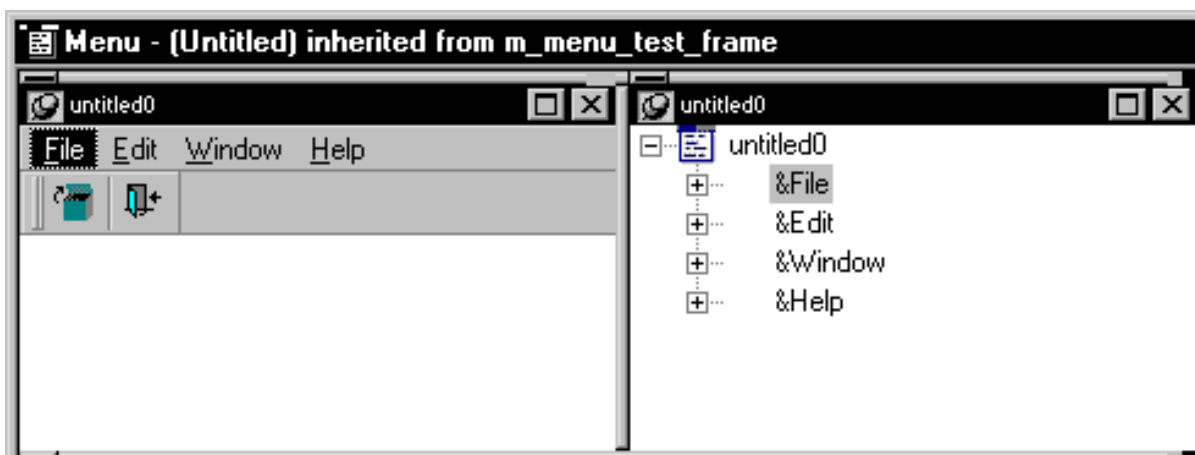 Menu - (Untitled) inherited from m_menu_test_frame
untitled0
File Edit Window Help
untitled0
untitled0
&File
&Edit
&Window
&Help